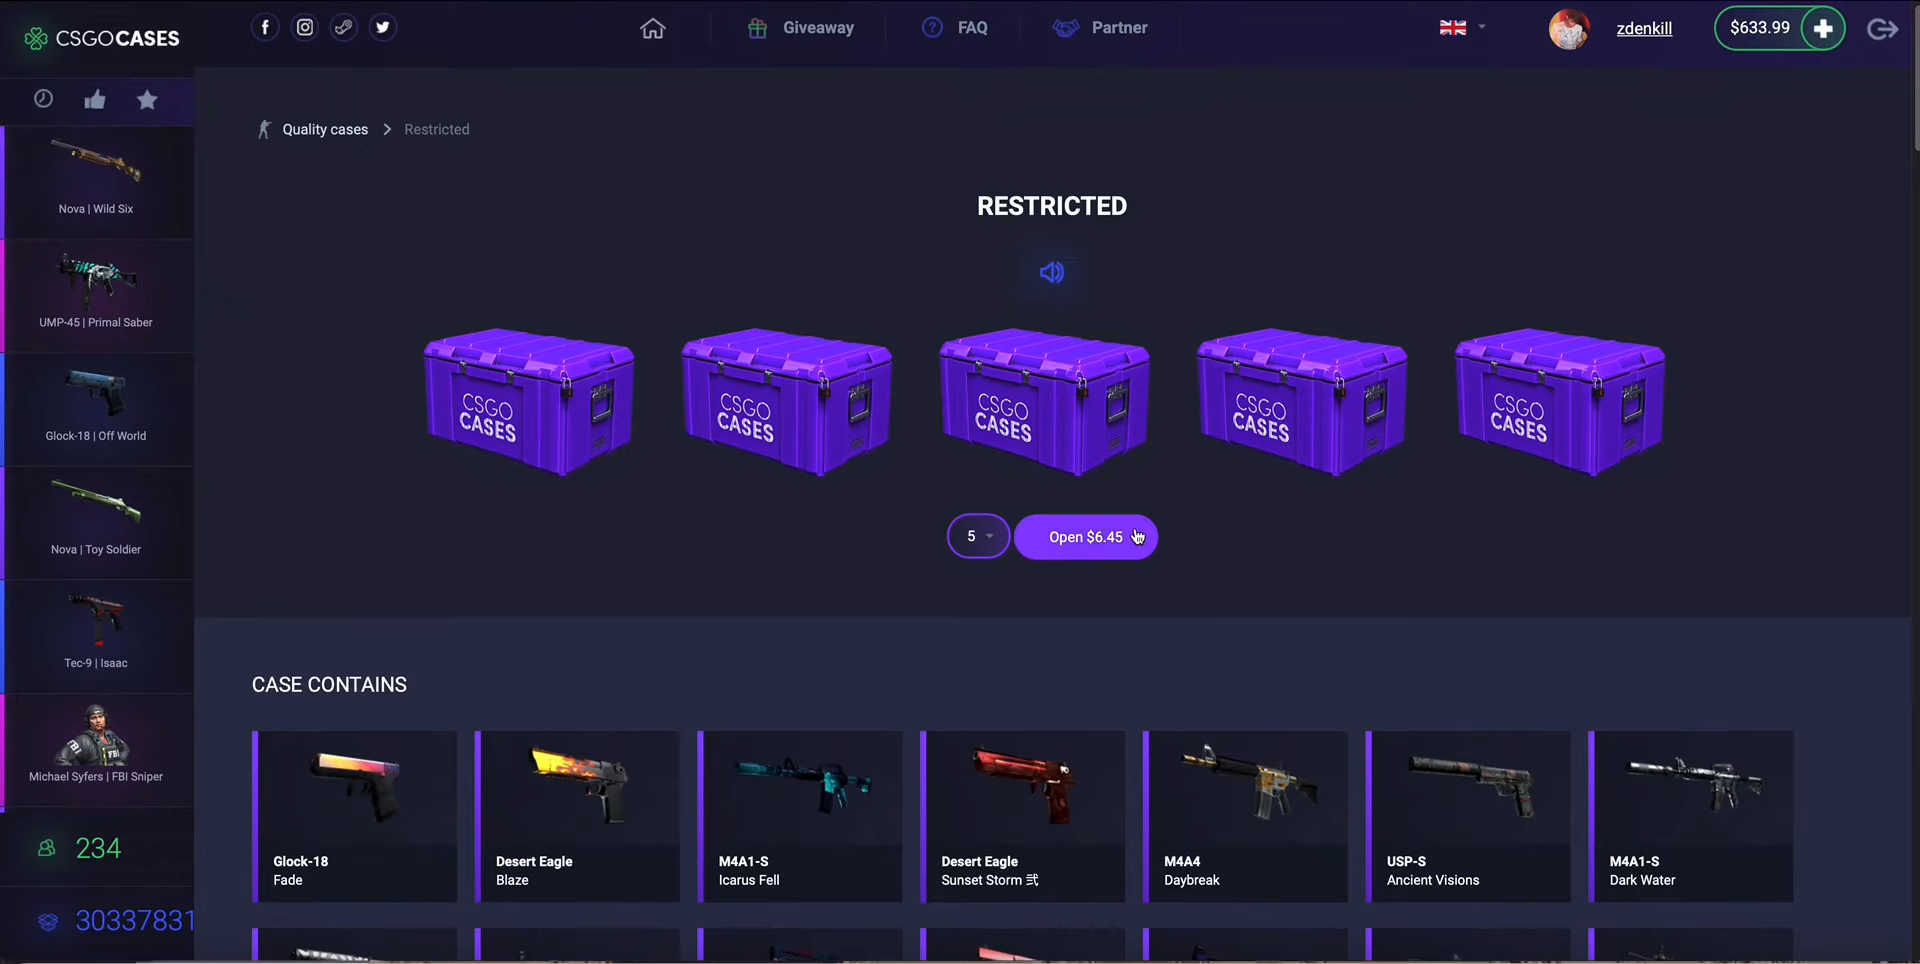 CSGOCASES
Giveaway
FAQ
Partner
zdenkill
$633.99
Quality cases > Restricted
Nova | Wild Six
UMP-45 | Primal Saber
Glock-18 | Off World
Nova | Toy Soldier
Tec-9 | Isaac
FBI
FBI
Michael Syfers | FBI Sniper
234
30337831
RESTRICTED
CSGO
CASES
CSGO
CASES
CSGO
CASES
CSGO
CASES
CSGO
CASES
5
Open $6.45
CASE CONTAINS
Glock-18
Fade
Desert Eagle
Blaze
M4A1-S
Icarus Fell
Desert Eagle
Sunset Storm 弐
M4A4
Daybreak
USP-S
Ancient Visions
M4A1-S
Dark Water